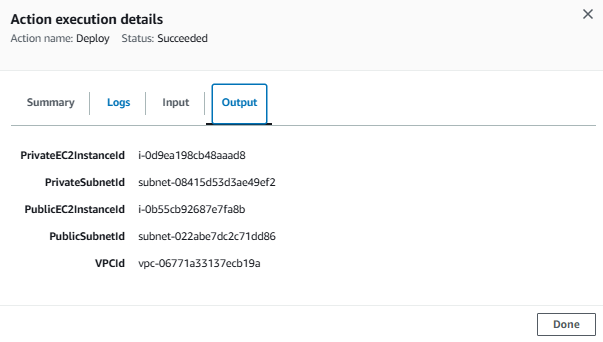 Action execution details
Action name: Deploy Status: Succeeded
Summary Logs Input Output
PrivateEC2InstanceId i-0d9ea198cb48aaad8
PrivateSubnetId subnet-08415d53d3ae49ef2
PublicEC2InstanceId i-0b55cb92687e7fa8b
PublicSubnetId subnet-022abe7dc2c71dd86
VPCId vpc-06771a33137ecb19a
Done